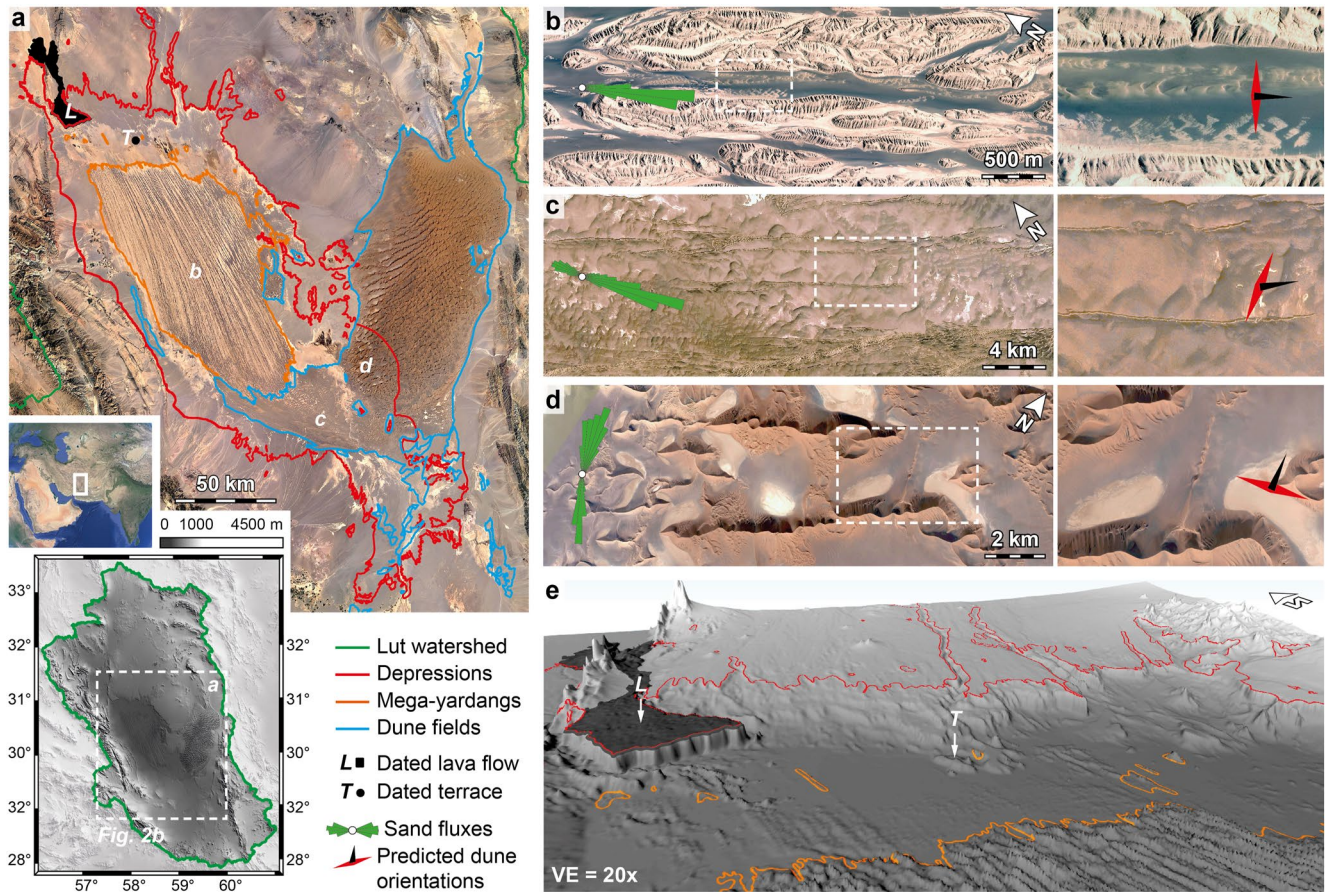 a
L
T
b
d
c
50 km
0 1000 4500 m
33°
32°
31°
30°
32°
28°
32°
31°
30°
29°
28°
57° 58° 59° 60°
a
Fig. 2b
Lut watershed
Depressions
Mega-yardangs
Dune fields
L Dated lava flow
T Dated terrace
Sand fluxes
Predicted dune
orientations
b
N
500 m
c
N
4 km
d
N
2 km
e
S
L
T
VE = 20x